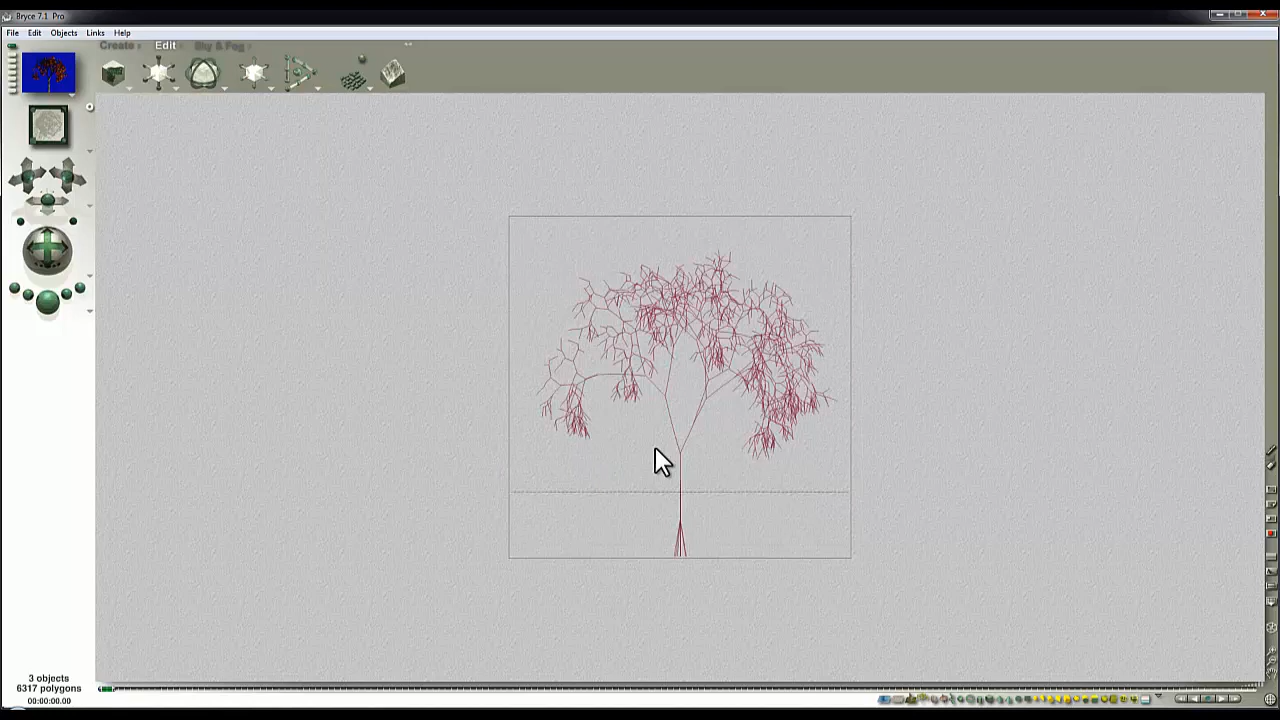 Bryce 7.1 Pro
File Edit Objects Links Help
Create Edit Sky & Fog
3 objects
6317 polygons
00:00:00.00